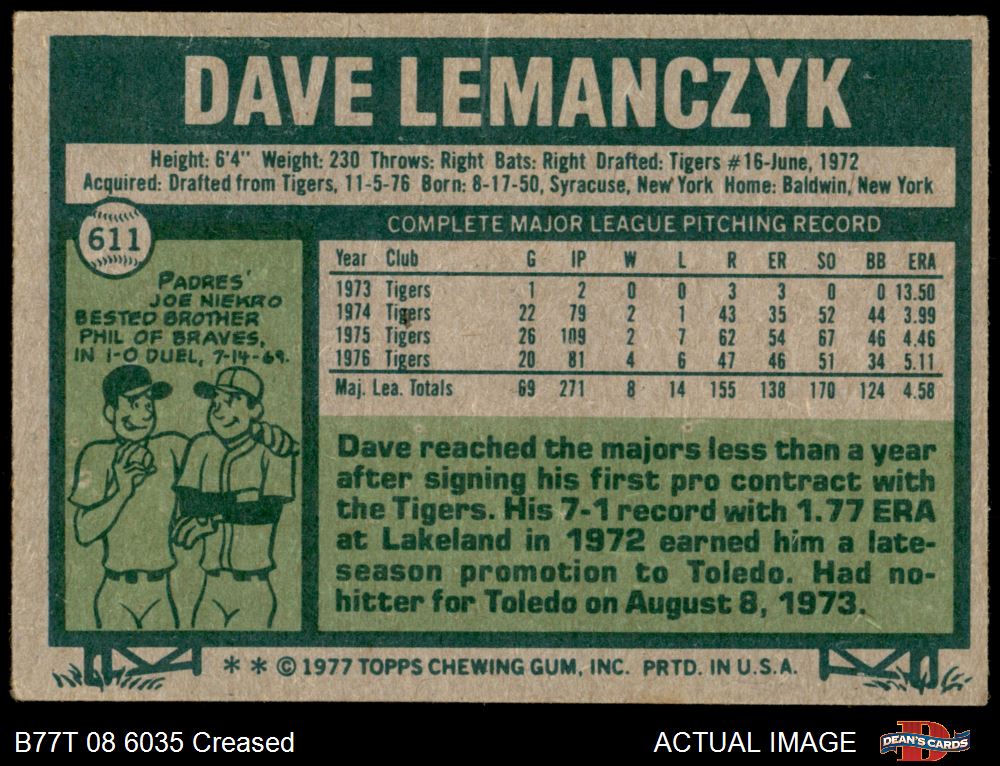 DAVE LEMANCZYK
Height: 6'4" Weight: 230 Throws: Right Bats: Right Drafted: Tigers #16-June, 1972
Acquired: Drafted from Tigers, 11-5-76 Born: 8-17-50, Syracuse, New York Home: Baldwin, New York
611
PADRES'
JOE NIEKRO
BESTED BROTHER
PHIL OF BRAVES,
IN 1-0 DUEL, 7-14-69.
COMPLETE MAJOR LEAGUE PITCHING RECORD
Year Club G IP W L R ER SO BB ERA
1973 Tigers 1 2 0 0 3 3 0 0 13.50
1974 Tigers 22 79 2 1 43 35 52 44 3.99
1975 Tigers 26 109 2 7 62 54 67 46 4.46
1976 Tigers 20 81 4 6 47 46 51 34 5.11
Maj. Lea. Totals 69 271 8 14 155 138 170 124 4.58
Dave reached the majors less than a year
after signing his first pro contract with
the Tigers. His 7-1 record with 1.77 ERA
at Lakeland in 1972 earned him a late-
season promotion to Toledo. Had no-
hitter for Toledo on August 8, 1973.
* * © 1977 TOPPS CHEWING GUM, INC. PRTD. IN U.S.A.
B77T 08 6035 Creased
ACTUAL IMAGE
D
DEAN'S CARDS